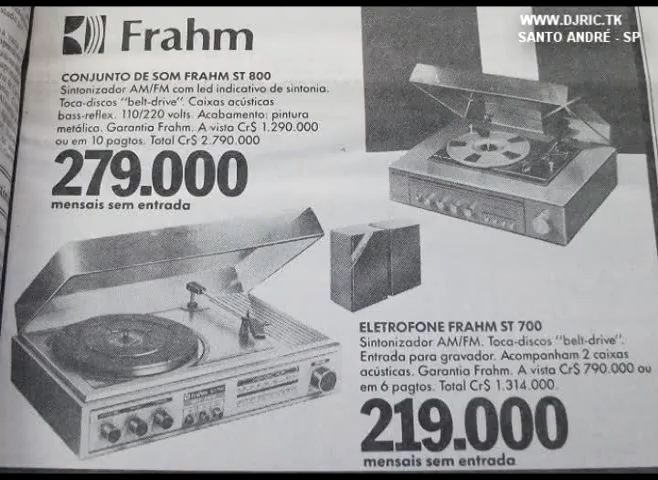 WWW.DJRIC.TK
SANTO ANDRÉ - SP
Frahm
CONJUNTO DE SOM FRAHM ST 800
Sintonizador AM/FM com led indicativo de sintonia.
Toca-discos "belt-drive". Caixas acústicas
bass-reflex. 110/220 volts. Acabamento: pintura
metálica. Garantia Frahm. A vista Cr$ 1.290.000
ou em 10 pagtos. Total Cr$ 2.790.000
279.000
mensais sem entrada
ELETROFONE FRAHM ST 700
Sintonizador AM/FM. Toca-discos "belt-drive".
Entrada para gravador. Acompanham 2 caixas
acústicas. Garantia Frahm. A vista Cr$ 790.000 ou
em 6 pagtos. Total Cr$ 1.314.000.
219.000
mensais sem entrada